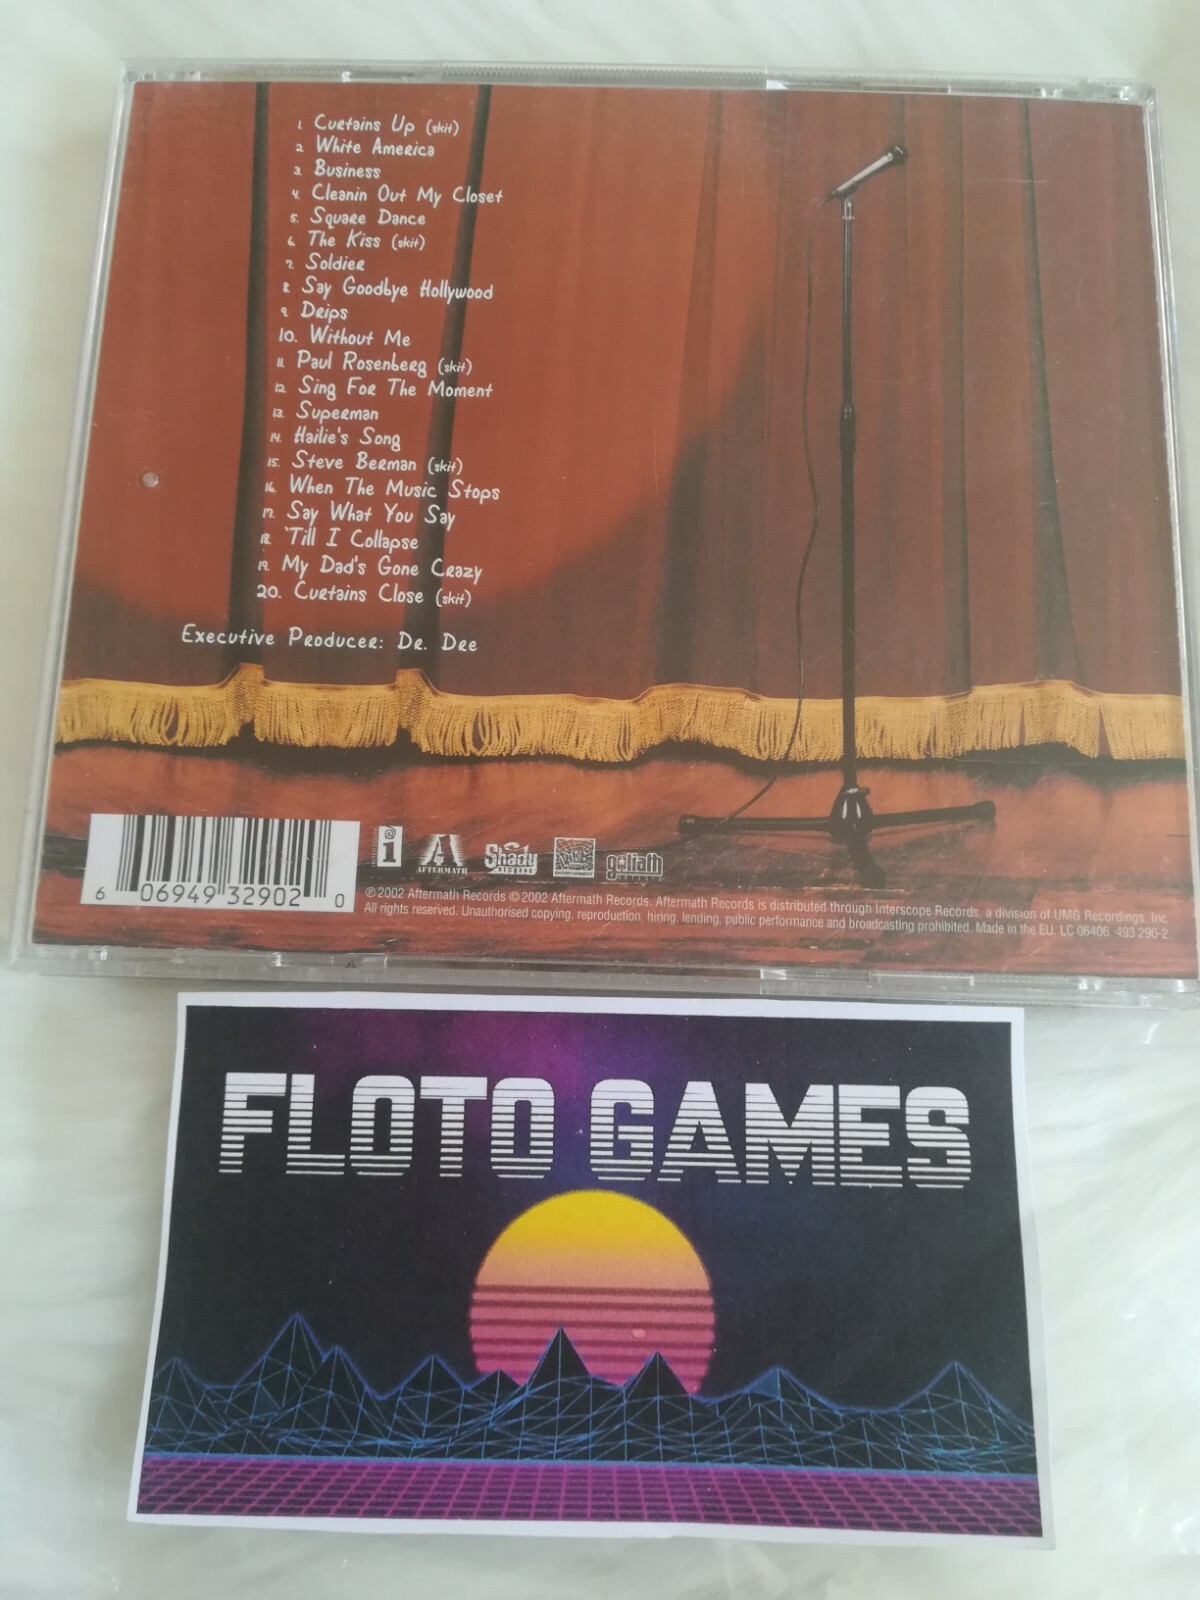 1. Curtains Up (skit)
2. White America
3. Business
4. Cleanin Out My Closet
5. Square Dance
6. The Kiss (skit)
7. Soldier
8. Say Goodbye Hollywood
9. Drips
10. Without Me
11. Paul Rosenberg (skit)
12. Sing For The Moment
13. Superman
14. Hailie's Song
15. Steve Berman (skit)
16. When The Music Stops
17. Say What You Say
18. 'Till I Collapse
19. My Dad's Gone Crazy
20. Curtains Close (skit)
Executive Producer: Dr. Dre
6 06949 32902 0
i
AFTERMATH
Shady RECORDS
goliath
℗ 2002 Aftermath Records © 2002 Aftermath Records. Aftermath Records is distributed through Interscope Records, a division of UMG Recordings, Inc.
All rights reserved. Unauthorised copying, reproduction, hiring, lending, public performance and broadcasting prohibited. Made in the EU. LC 06406. 493 290-2
FLOTO GAMES